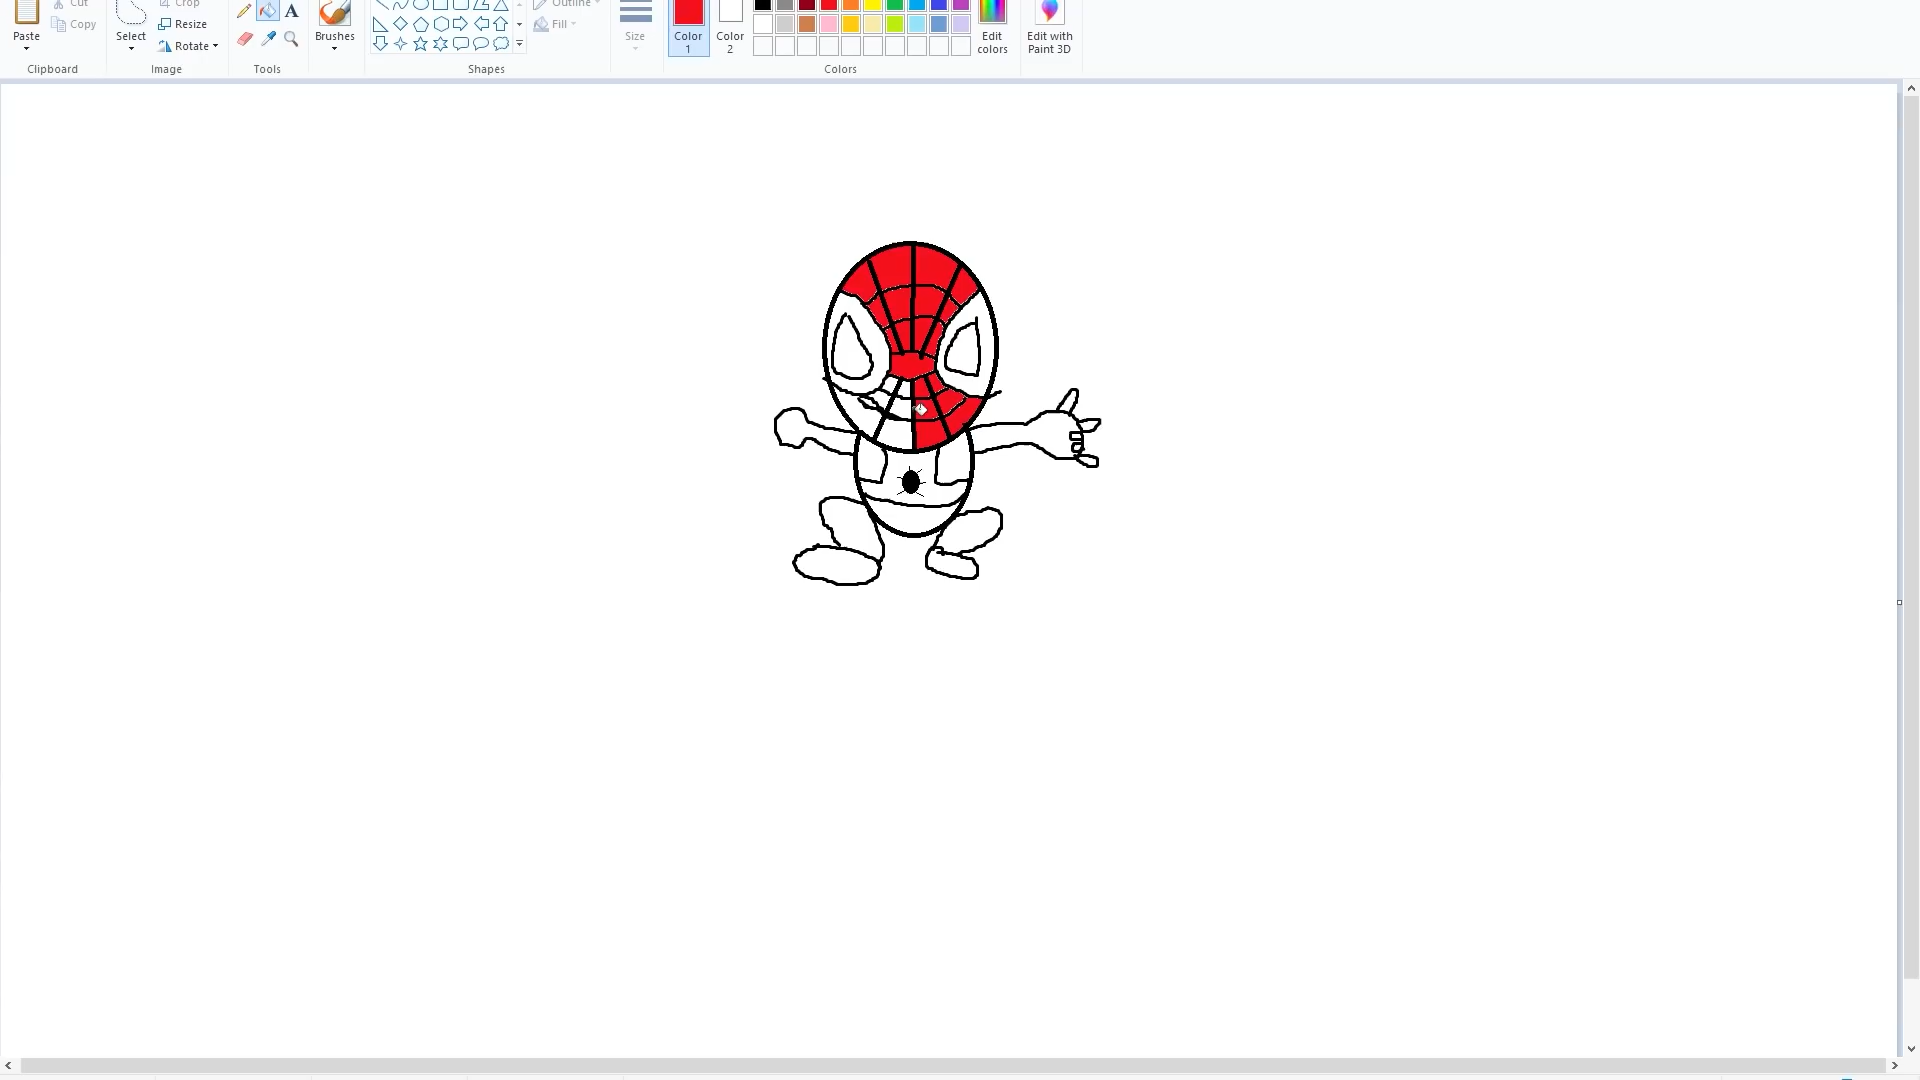 Cut
Crop
Outline
Copy
Resize
A
Fill
Paste
Select
Rotate
Brushes
Size
Color
1
Color
2
Edit
colors
Edit with
Paint 3D
Clipboard
Image
Tools
Shapes
Colors